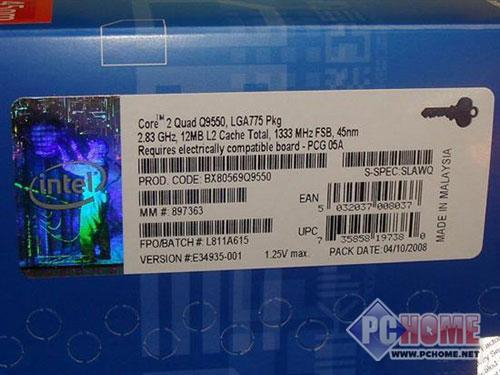 45nm
Core™ 2 Quad Q9550, LGA775 Pkg
2.83 GHz, 12MB L2 Cache Total, 1333 MHz FSB, 45nm
Requires electrically compatible board - PCG 05A
intel
PROD. CODE: BX80569Q9550
S-SPEC:SLAWQ
MM #: 897363
EAN
5 032037 008037
FPO/BATCH #: L811A615
UPC
7 35858 19738 0
VERSION #:E34935-001
1.25V max.
PACK DATE: 04/10/2008
MADE IN MALAYSIA
PCHOME
WWW.PCHOME.NET